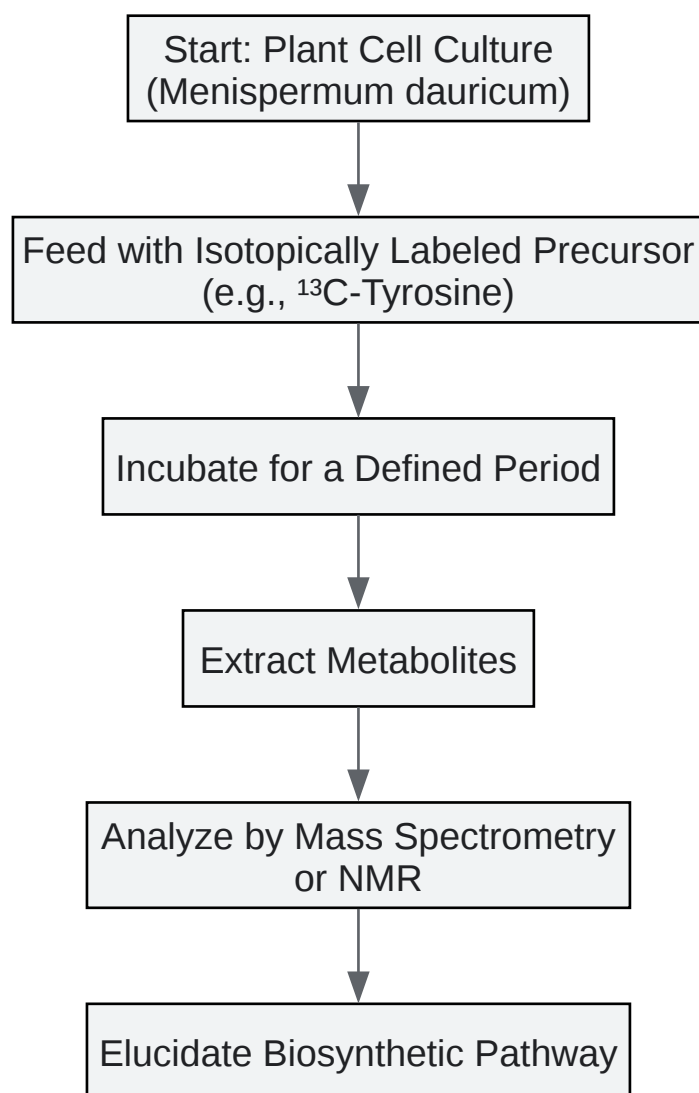 Start: Plant Cell Culture
(Menispermum dauricum)
Feed with Isotopically Labeled Precursor
(e.g., ¹³C-Tyrosine)
Incubate for a Defined Period
Extract Metabolites
Analyze by Mass Spectrometry
or NMR
Elucidate Biosynthetic Pathway